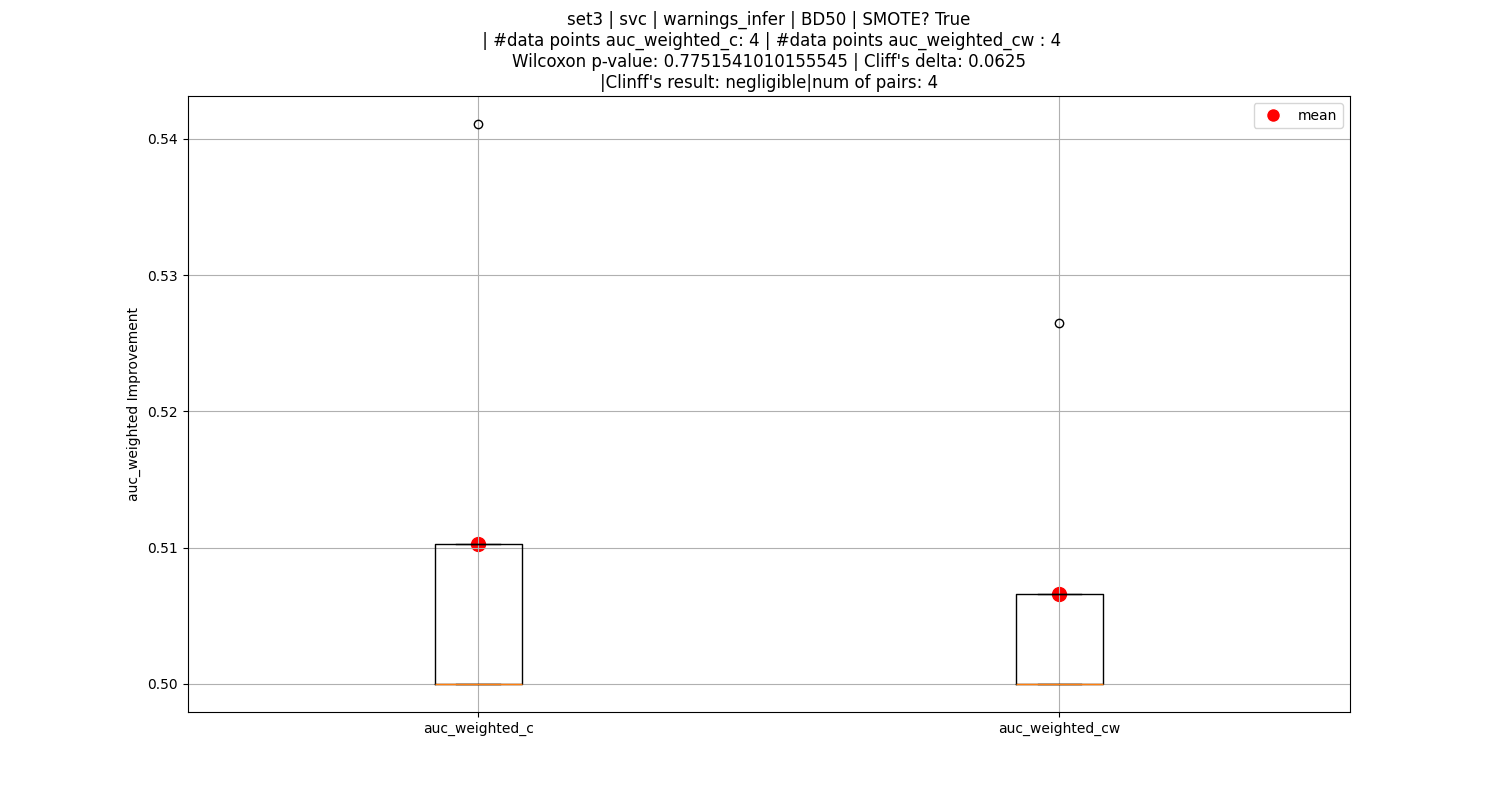 set3 | svc | warnings_infer | BD50 | SMOTE? True
| #data points auc_weighted_c: 4 | #data points auc_weighted_cw : 4
Wilcoxon p-value: 0.7751541010155545 | Cliff's delta: 0.0625
|Clinff's result: negligible|num of pairs: 4
mean
auc_weighted Improvement
0.54
0.53
0.52
0.51
0.50
auc_weighted_c
auc_weighted_cw